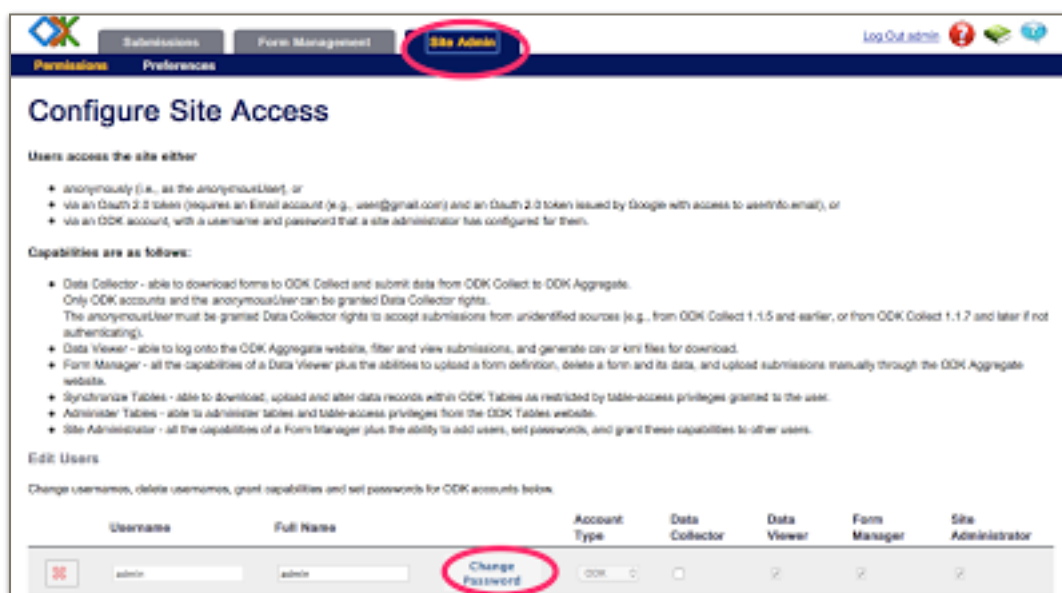 ODK
Submissions Form Management Site Admin Log Out admin
Permissions Preferences
Configure Site Access
Users access the site either
anonymously (i.e., as the anonymousUser), or
via an Oauth 2.0 token (requires an Email account (e.g., user@gmail.com) and an Oauth 2.0 token issued by Google with access to userinfo.email), or
via an ODK account, with a username and password that a site administrator has configured for them.
Capabilities are as follows:
Data Collector - able to download forms to ODK Collect and submit data from ODK Collect to ODK Aggregate.
Only ODK accounts and the anonymousUser can be granted Data Collector rights.
The anonymousUser must be granted Data Collector rights to accept submissions from unidentified sources (e.g., from ODK Collect 1.1.5 and earlier, or from ODK Collect 1.1.7 and later if not
authenticating).
Data Viewer - able to log onto the ODK Aggregate website, filter and view submissions, and generate csv or kml files for download.
Form Manager - all the capabilities of a Data Viewer plus the abilities to upload a form definition, delete a form and its data, and upload submissions manually through the ODK Aggregate
website.
Synchronize Tables - able to download, upload and alter data records within ODK Tables as restricted by table-access privileges granted to the user.
Administer Tables - able to administer tables and table-access privileges from the ODK Tables website.
Site Administrator - all the capabilities of a Form Manager plus the ability to add users, set passwords, and grant these capabilities to other users.
Edit Users
Change usernames, delete usernames, grant capabilities and set passwords for ODK accounts below.
Username Full Name Account Type Data Collector Data Viewer Form Manager Site Administrator
admin admin Change Password ODK